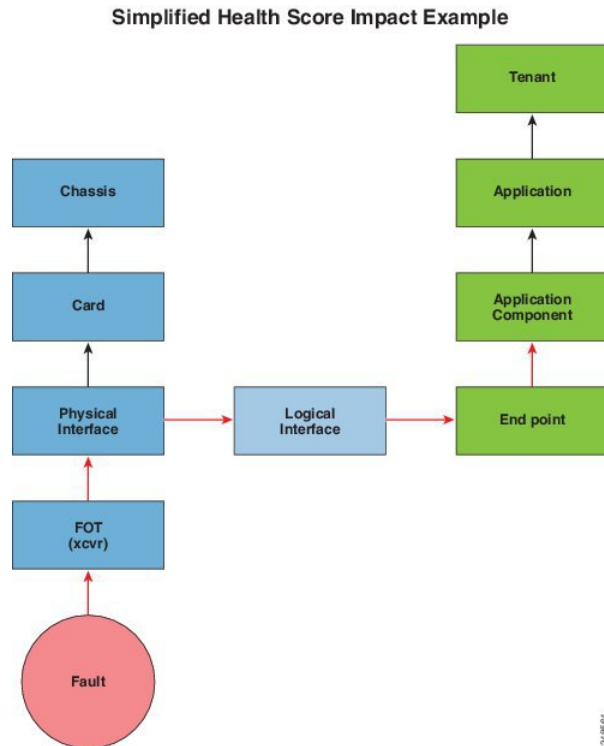 Simplified Health Score Impact Example
Tenant
Chassis
Application
Card
Application
Component
Physical
Interface
Logical
Interface
End point
FOT
(xcvr)
Fault